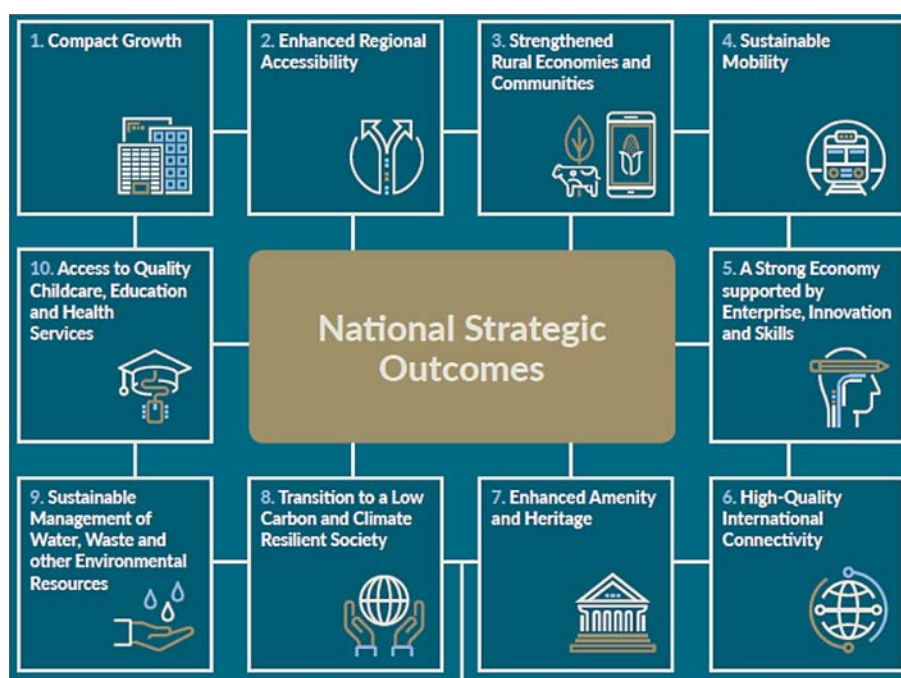 1. Compact Growth
2. Enhanced Regional
Accessibility
3. Strengthened
Rural Economies and
Communities
4. Sustainable
Mobility
10. Access to Quality
Childcare, Education
and Health
Services
National Strategic
Outcomes
5. A Strong Economy
supported by
Enterprise, Innovation
and Skills
9. Sustainable
Management of
Water, Waste and
other Environmental
Resources
8. Transition to a Low
Carbon and Climate
Resilient Society
7. Enhanced Amenity
and Heritage
6. High-Quality
International
Connectivity